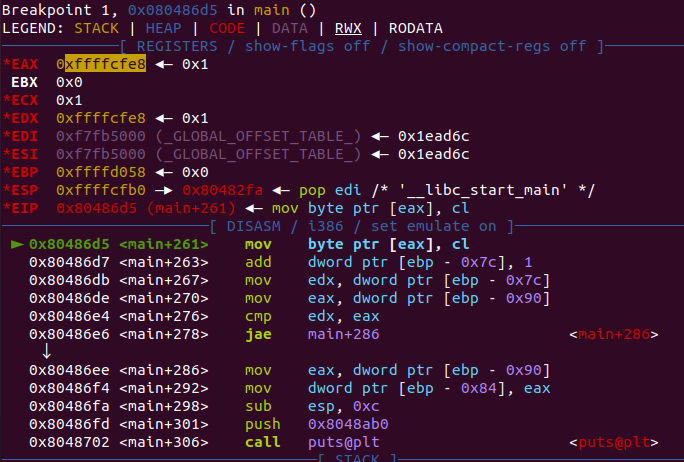 Breakpoint 1, 0x080486d5 in main ()
LEGEND: STACK | HEAP | CODE | DATA | RWX | RODATA
[ REGISTERS / show-flags off / show-compact-regs off ]
*EAX 0xffffcfe8 ◂— 0x1
EBX 0x0
*ECX 0x1
*EDX 0xffffcfe8 ◂— 0x1
*EDI 0xf7fb5000 (_GLOBAL_OFFSET_TABLE_) ◂— 0x1ead6c
*ESI 0xf7fb5000 (_GLOBAL_OFFSET_TABLE_) ◂— 0x1ead6c
*EBP 0xffffd058 ◂— 0x0
*ESP 0xffffcfb0 —▸ 0x80482fa ◂— pop edi /* '__libc_start_main' */
*EIP 0x80486d5 (main+261) ◂— mov byte ptr [eax], cl
[ DISASM / i386 / set emulate on ]
► 0x80486d5 <main+261> mov byte ptr [eax], cl
0x80486d7 <main+263> add dword ptr [ebp - 0x7c], 1
0x80486db <main+267> mov edx, dword ptr [ebp - 0x7c]
0x80486de <main+270> mov eax, dword ptr [ebp - 0x90]
0x80486e4 <main+276> cmp edx, eax
0x80486e6 <main+278> jae main+286 <main+286>
↓
0x80486ee <main+286> mov eax, dword ptr [ebp - 0x90]
0x80486f4 <main+292> mov dword ptr [ebp - 0x84], eax
0x80486fa <main+298> sub esp, 0xc
0x80486fd <main+301> push 0x8048ab0
0x8048702 <main+306> call puts@plt <puts@plt>
[ STACK ]